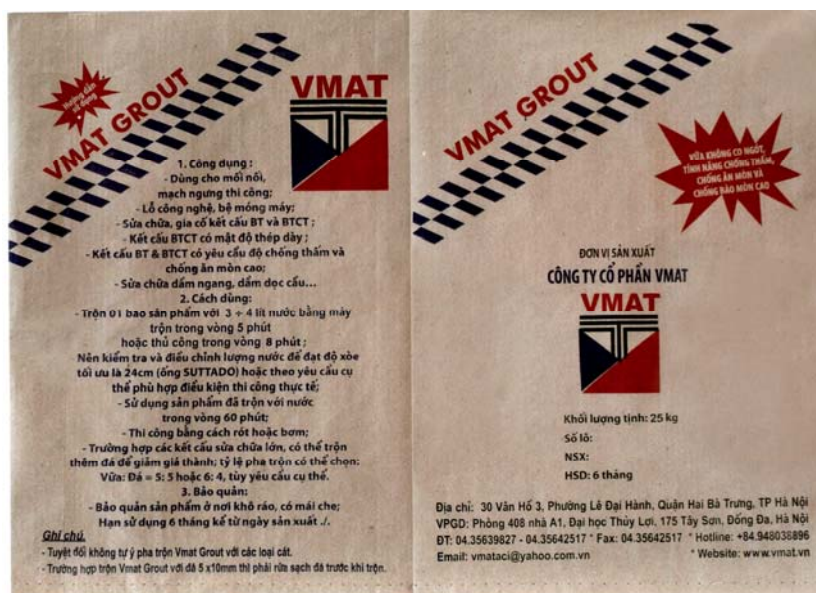 Hướng dẫn
sử dụng
VMAT GROUT
VMAT
1. Công dụng :
- Dùng cho mối nối,
mạch ngưng thi công;
- Lỗ công nghệ, bệ móng máy;
- Sửa chữa, gia cố kết cấu BT và BTCT ;
- Kết cấu BTCT có mật độ thép dày ;
- Kết cấu BT & BTCT có yêu cầu độ chống thấm và
chống ăn mòn cao;
- Sửa chữa dầm ngang, dầm dọc cầu...
2. Cách dùng:
- Trộn 01 bao sản phẩm với 3 ÷ 4 lít nước bằng máy
trộn trong vòng 5 phút
hoặc thủ công trong vòng 8 phút ;
Nên kiểm tra và điều chỉnh lượng nước để đạt độ xòe
tối ưu là 24cm (ống SUTTADO) hoặc theo yêu cầu cụ
thể phù hợp điều kiện thi công thực tế;
- Sử dụng sản phẩm đã trộn với nước
trong vòng 60 phút;
- Thi công bằng cách rót hoặc bơm;
- Trường hợp các kết cấu sửa chữa lớn, có thể trộn
thêm đá để giảm giá thành; tỷ lệ pha trộn có thể chọn:
Vữa: Đá = 5: 5 hoặc 6: 4, tùy yêu cầu cụ thể.
3. Bảo quản:
- Bảo quản sản phẩm ở nơi khô ráo, có mái che;
Hạn sử dụng 6 tháng kể từ ngày sản xuất ./.
Ghi chú.
- Tuyệt đối không tự ý pha trộn Vmat Grout với các loại cát.
- Trường hợp trộn Vmat Grout với đá 5 x10mm thì phải rửa sạch đá trước khi trộn.
VMAT GROUT
VỮA KHÔNG CO NGÓT,
TÍNH NĂNG CHỐNG THẤM,
CHỐNG ĂN MÒN VÀ
CHỐNG BÀO MÒN CAO
ĐƠN VỊ SẢN XUẤT
CÔNG TY CỔ PHẦN VMAT
VMAT
Khối lượng tịnh: 25 kg
Số lô:
NSX:
HSD: 6 tháng
Địa chỉ: 30 Vân Hồ 3, Phường Lê Đại Hành, Quận Hai Bà Trưng, TP Hà Nội
VPGD: Phòng 408 nhà A1, Đại học Thủy Lợi, 175 Tây Sơn, Đống Đa, Hà Nội
ĐT: 04.35639827 - 04.35642517 * Fax: 04.35642517 * Hotline: +84.948038896
Email: vmataci@yahoo.com.vn * Website: www.vmat.vn